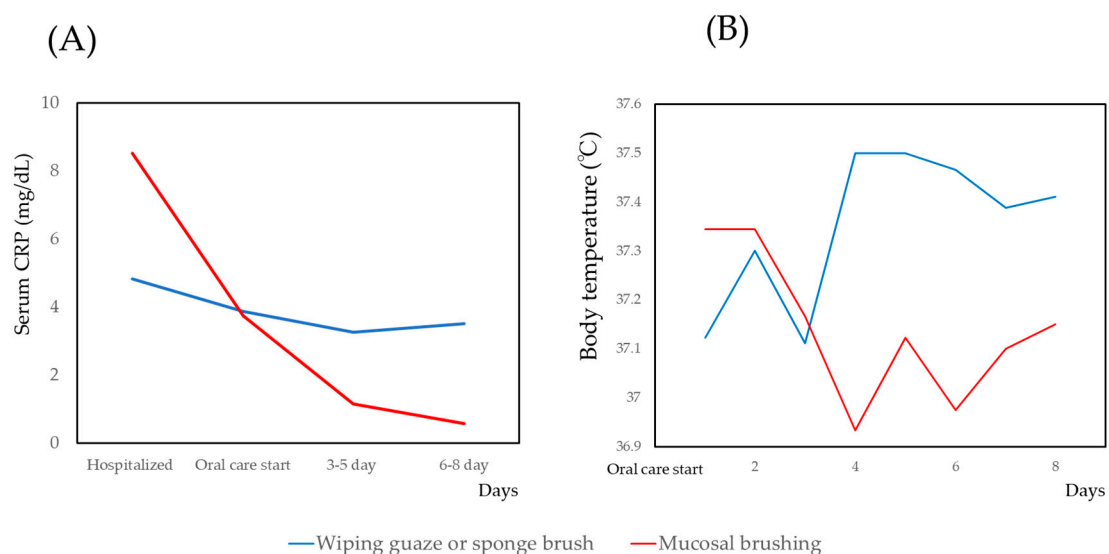 (A)
Serum CRP (mg/dL)
10
8
6
4
2
0
Hospitalized
Oral care start
3-5 day
6-8 day
Days
(B)
Body temperature (℃)
37.6
37.5
37.4
37.3
37.2
37.1
37
36.9
Oral care start
2
4
6
8
Days
Wiping guaze or sponge brush
Mucosal brushing